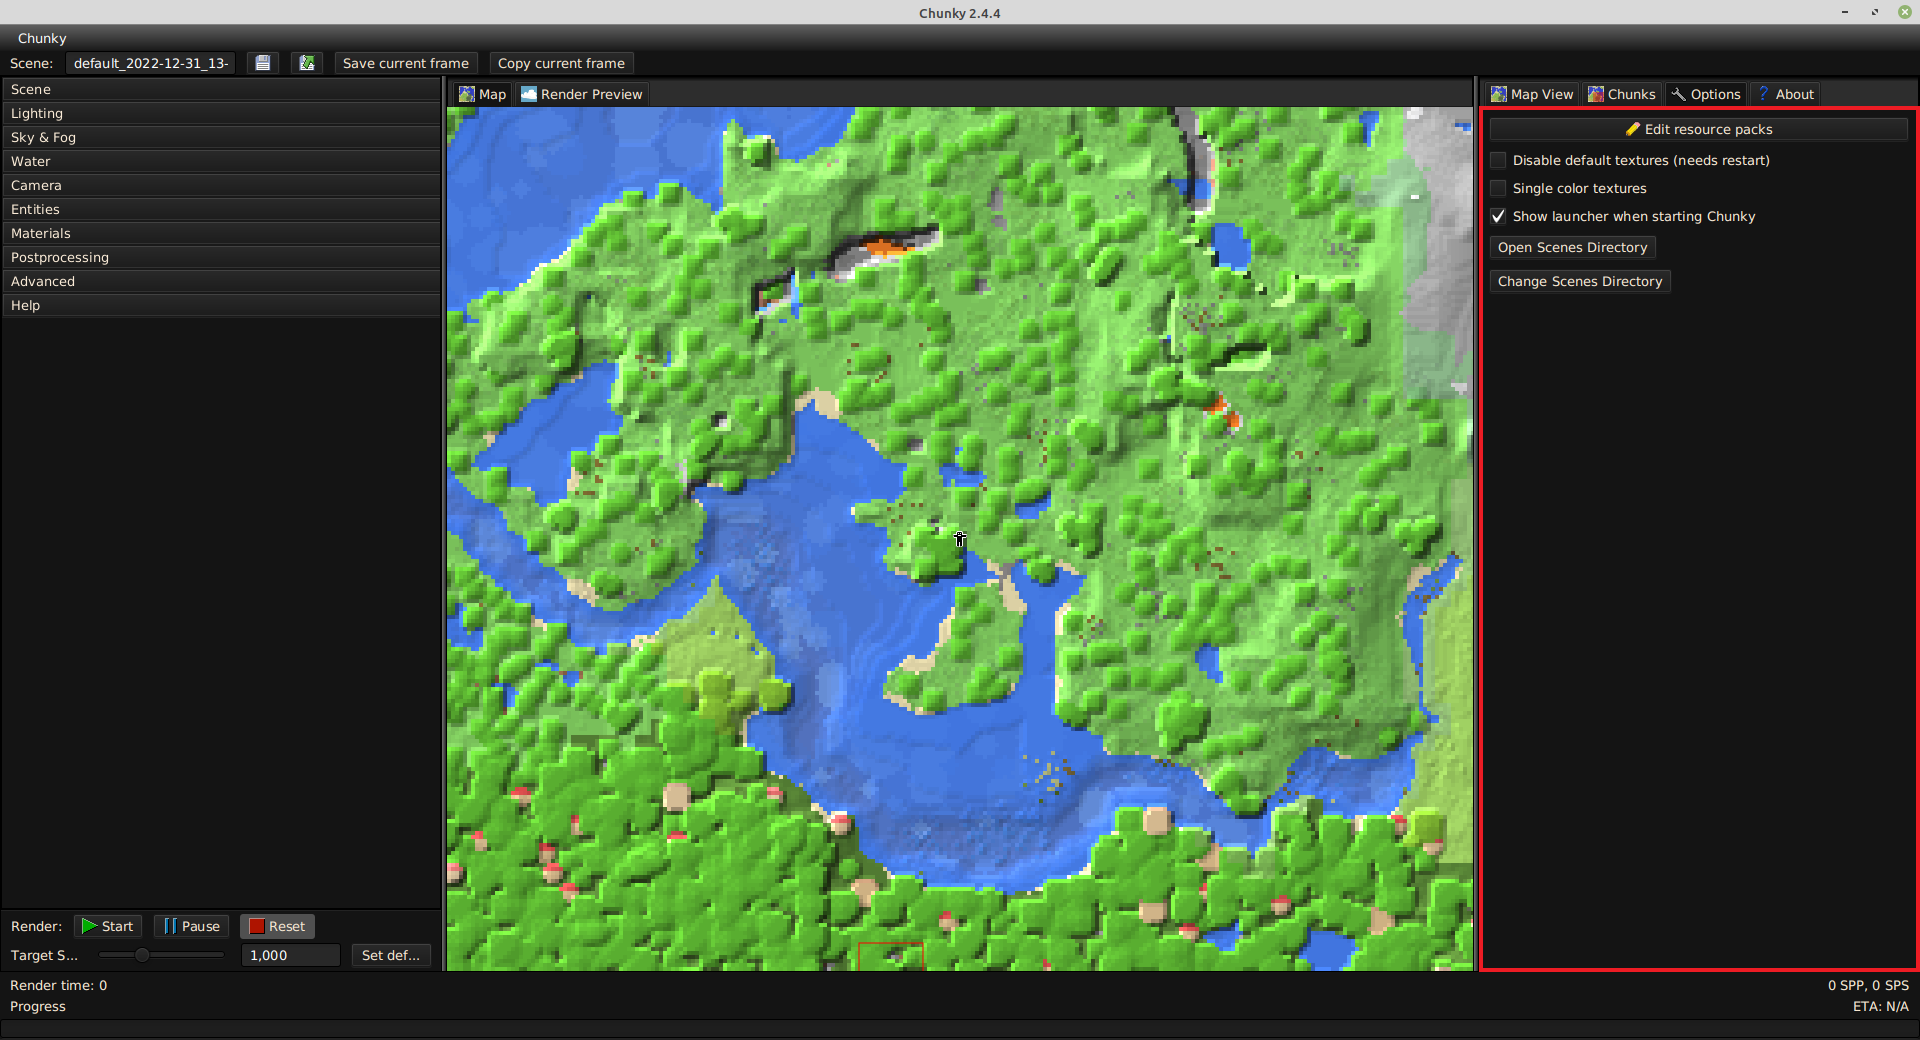 Chunky 2.4.4
Chunky
Scene: default_2022-12-31_13- Save current frame Copy current frame
Scene
Lighting
Sky & Fog
Water
Camera
Entities
Materials
Postprocessing
Advanced
Help
Map Render Preview
Map View Chunks Options ? About
Edit resource packs
Disable default textures (needs restart)
Single color textures
Show launcher when starting Chunky
Open Scenes Directory
Change Scenes Directory
Render: Start Pause Reset
Target S... 1,000 Set def...
Render time: 0
Progress
0 SPP, 0 SPS
ETA: N/A